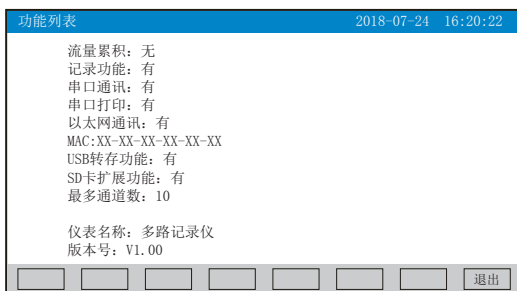 功能列表 2018-07-24 16:20:22
流量累积：无
记录功能：有
串口通讯：有
串口打印：有
以太网通讯：有
MAC:XX-XX-XX-XX-XX-XX
USB转存功能：有
SD卡扩展功能：有
最多通道数：10
仪表名称：多路记录仪
版本号：V1.00
退出